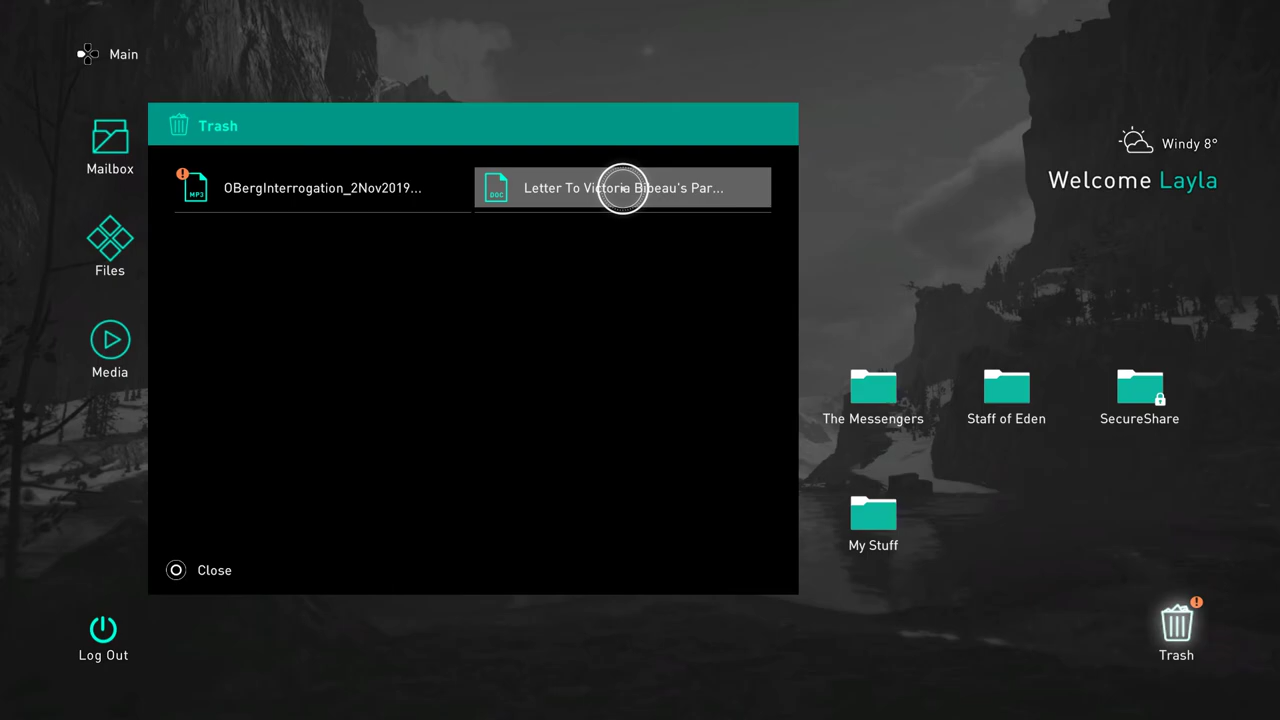 Main
Mailbox
Files
Media
Log Out
Trash
MP3
OBergInterrogation_2Nov2019...
DOC
Letter To Victoria Bibeau's Par...
Close
Windy 8°
Welcome Layla
The Messengers
Staff of Eden
SecureShare
My Stuff
Trash